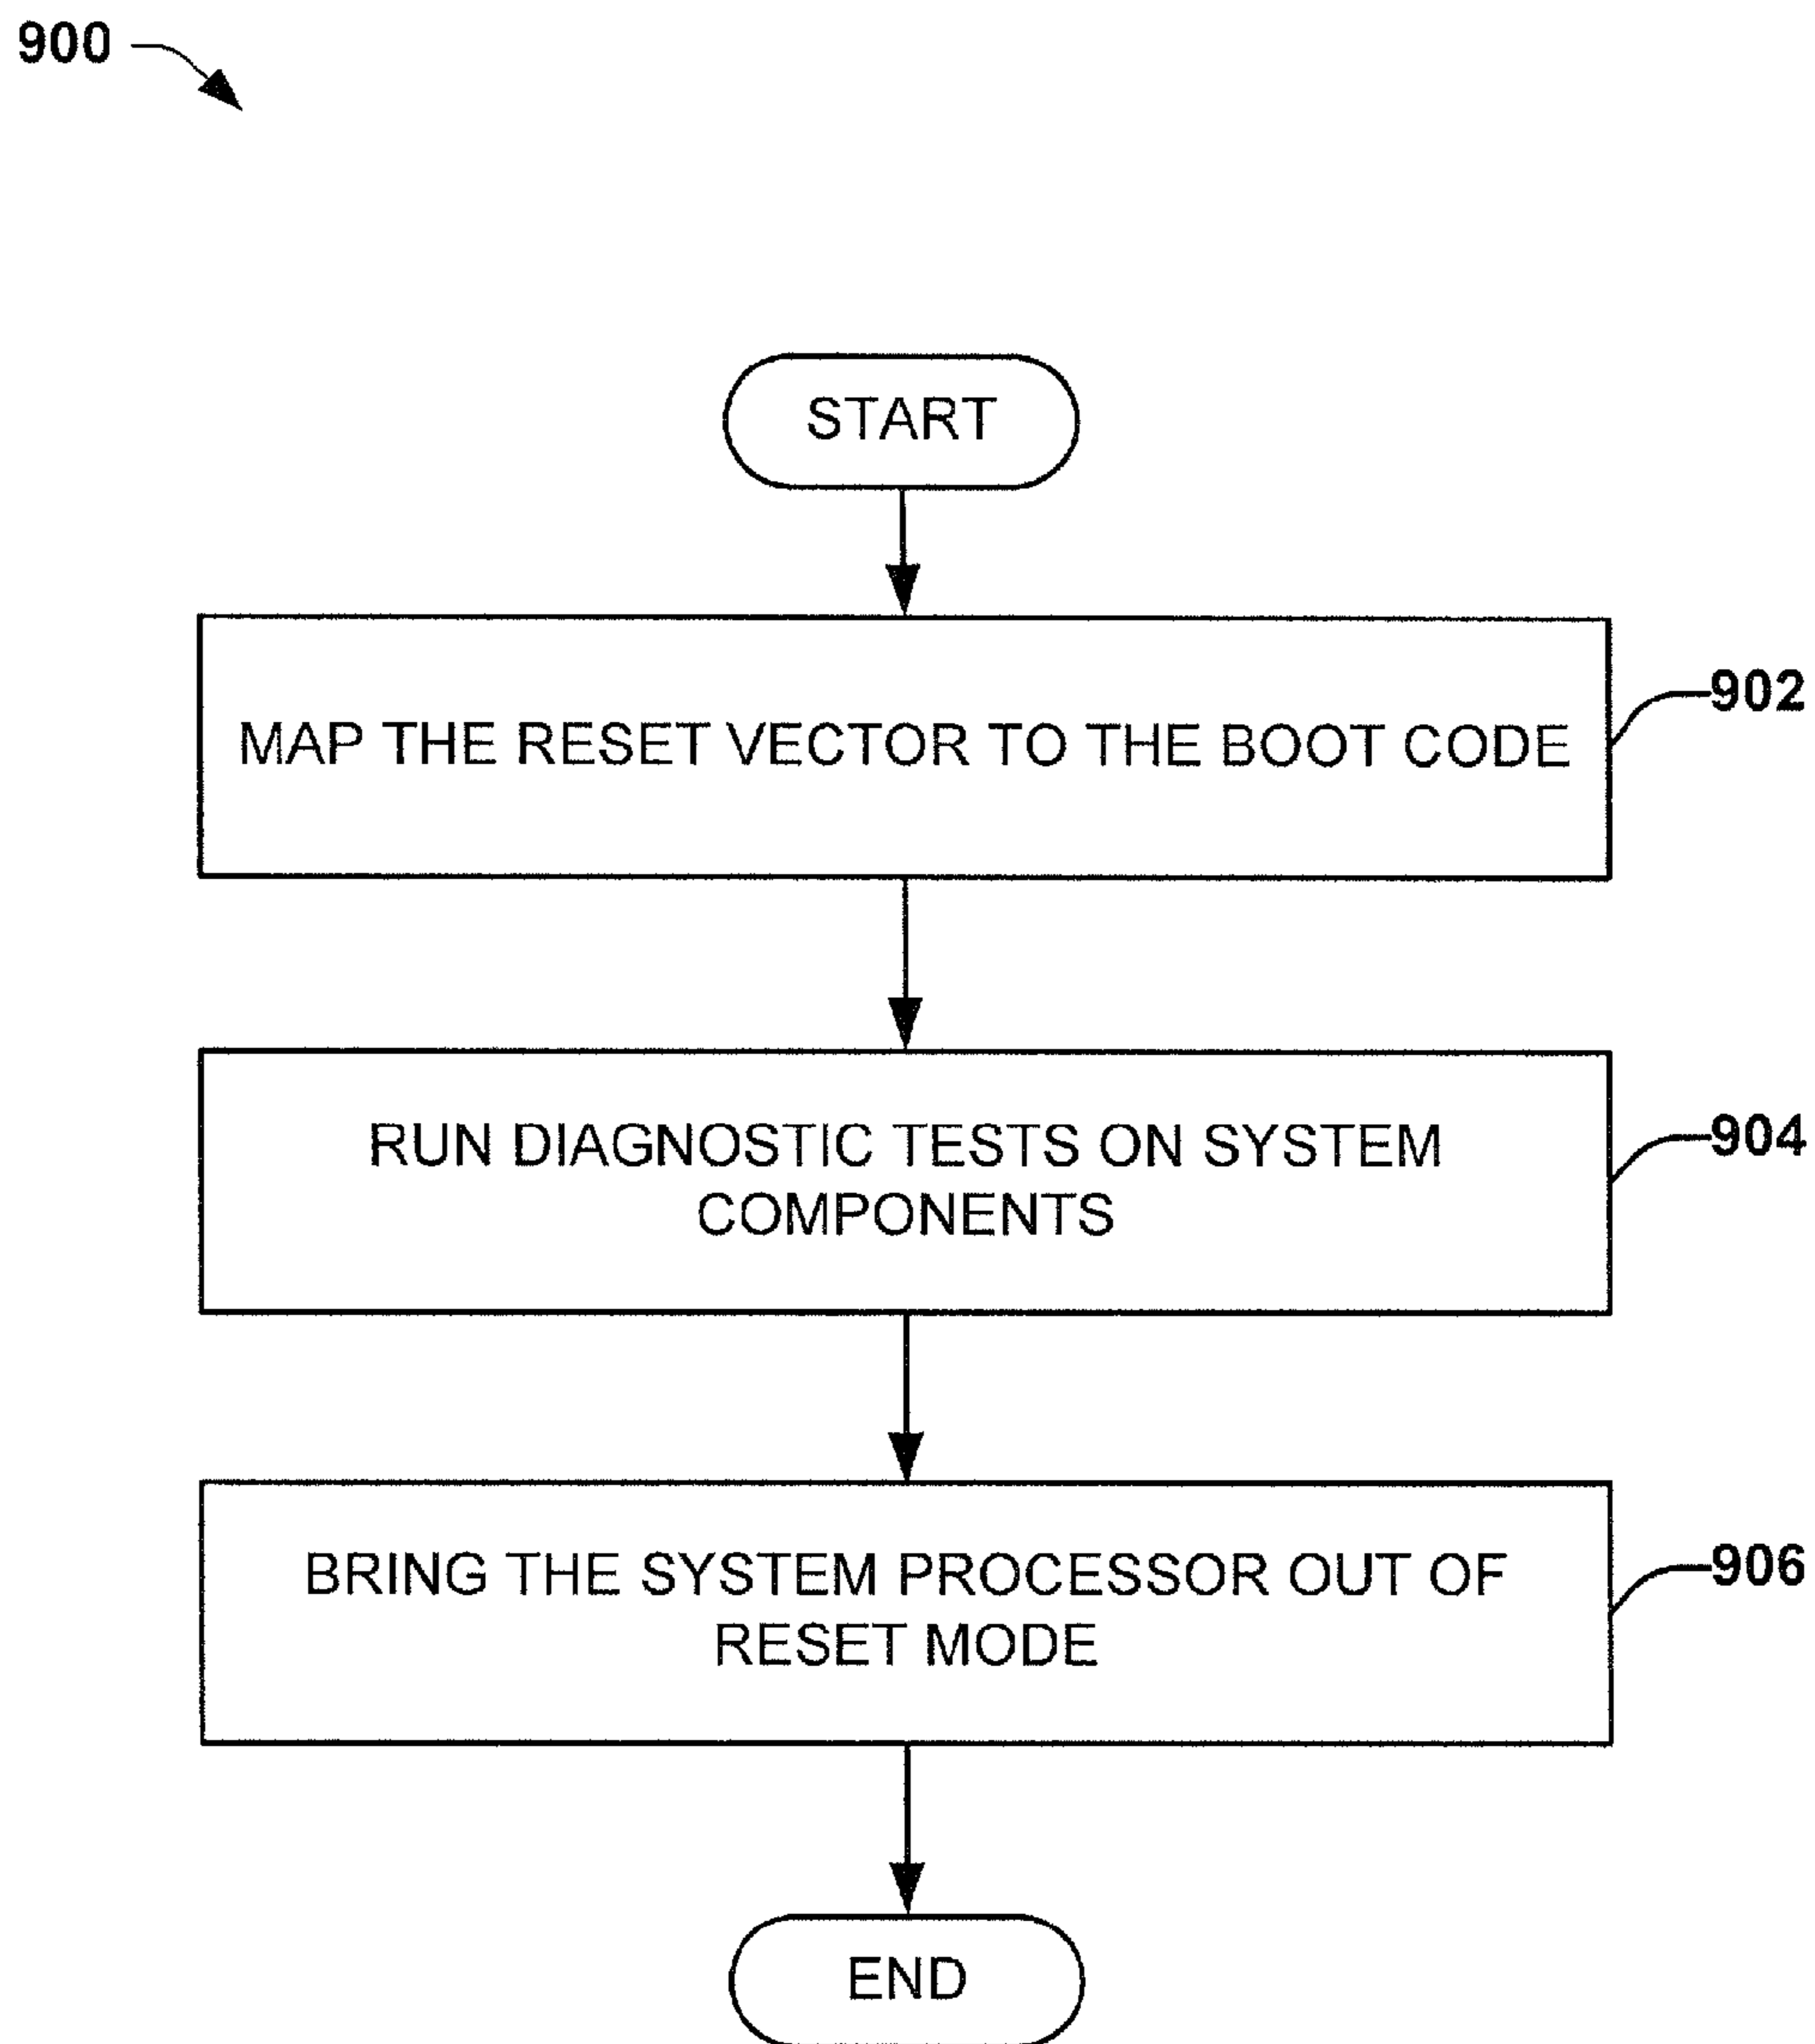 900
START
MAP THE RESET VECTOR TO THE BOOT CODE
902
RUN DIAGNOSTIC TESTS ON SYSTEM
COMPONENTS
904
BRING THE SYSTEM PROCESSOR OUT OF
RESET MODE
906
END